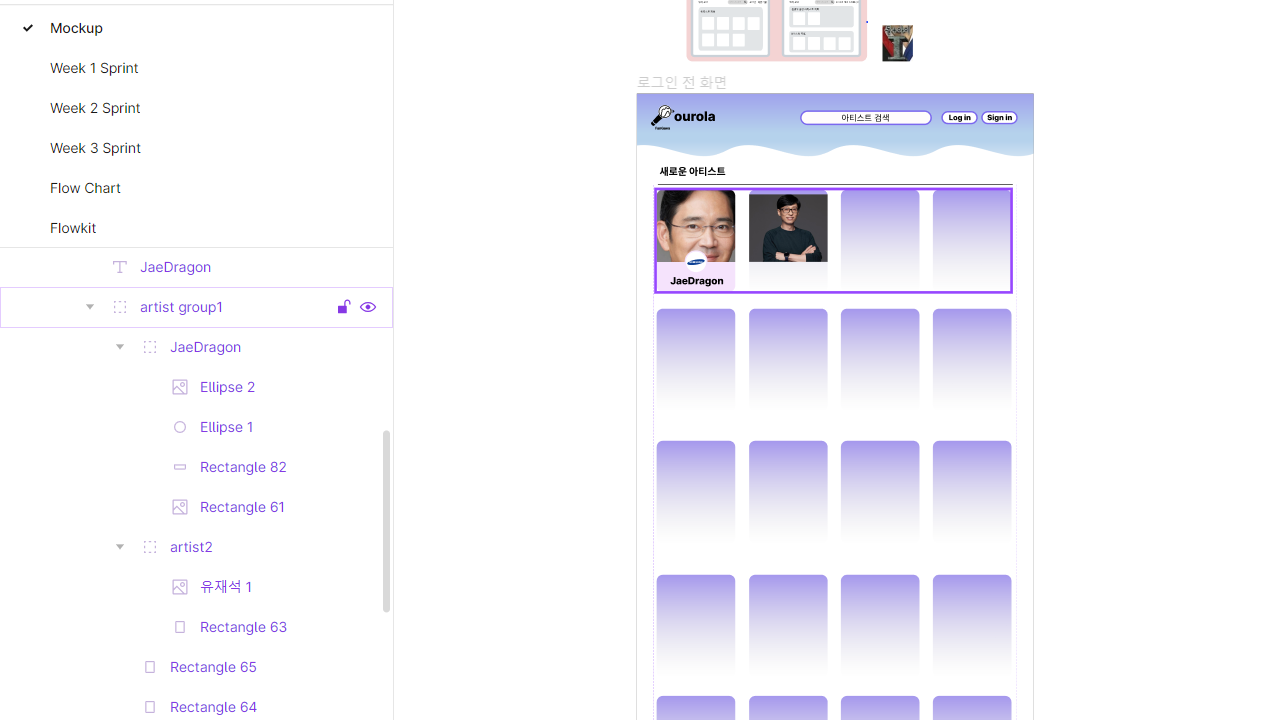 Mockup
Week 1 Sprint
Week 2 Sprint
Week 3 Sprint
Flow Chart
Flowkit
JaeDragon
artist group1
JaeDragon
Ellipse 2
Ellipse 1
Rectangle 82
Rectangle 61
artist2
유재석 1
Rectangle 63
Rectangle 65
Rectangle 64
로그인 전 화면
ourola
아티스트 검색
Log in
Sign in
새로운 아티스트
JaeDragon